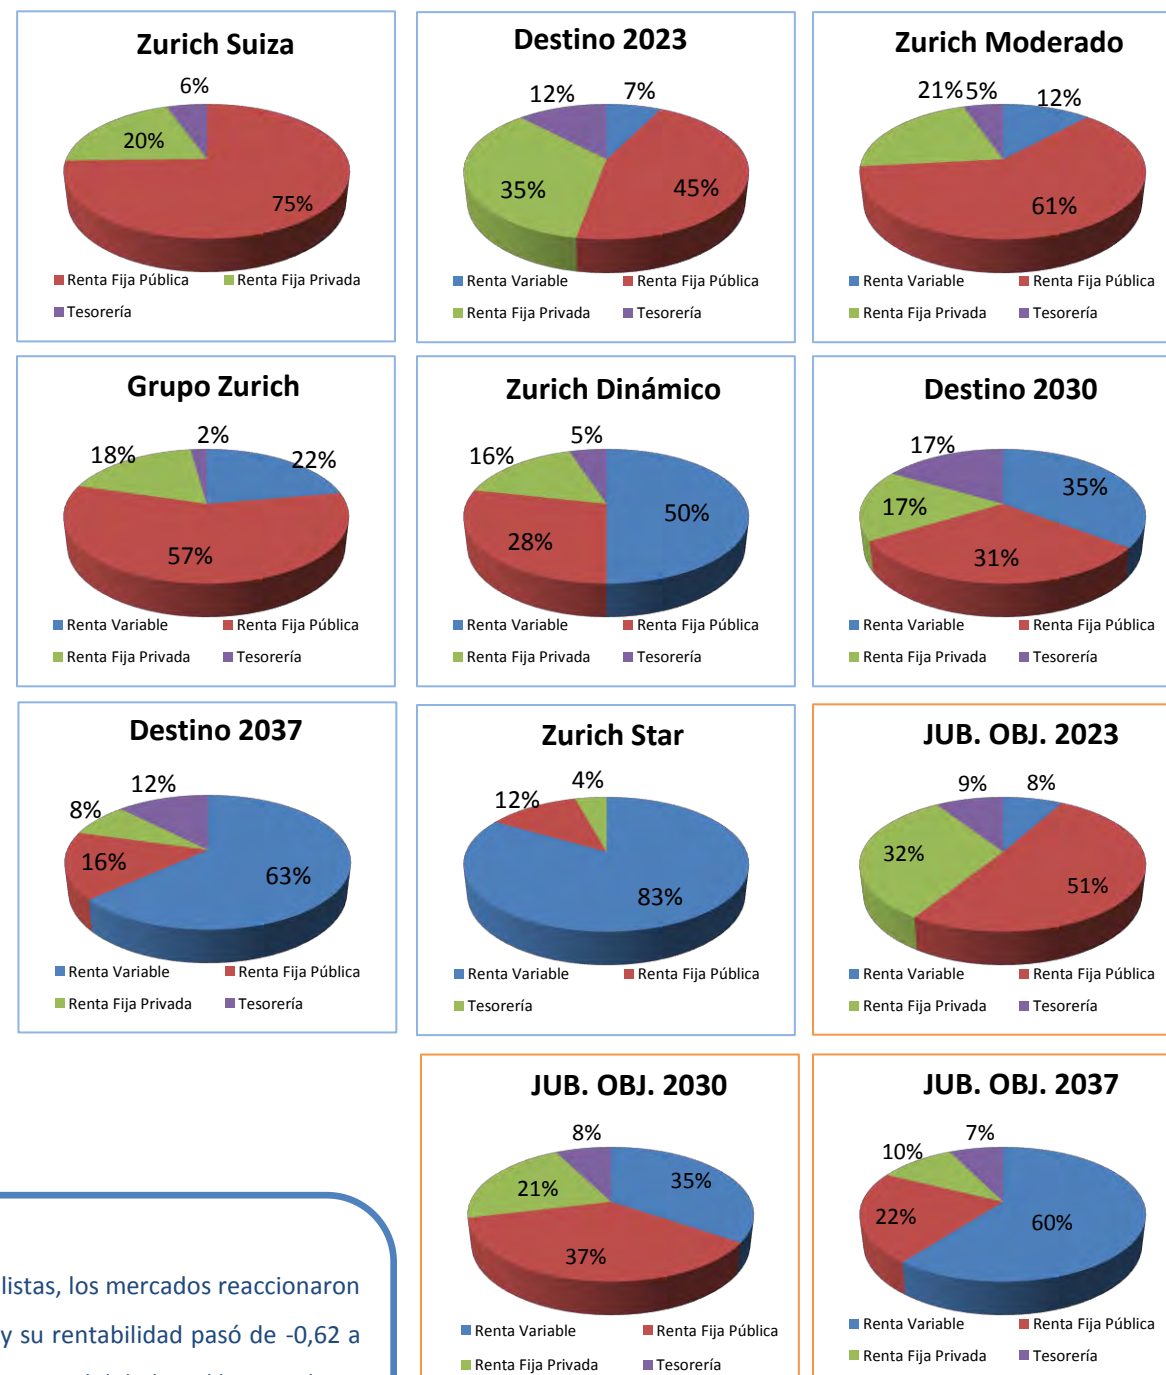 Zurich Suiza
6%
20%
75%
Renta Fija Pública Renta Fija Privada
Tesorería
Destino 2023
12% 7%
35% 45%
Renta Variable Renta Fija Pública
Renta Fija Privada Tesorería
Zurich Moderado
21% 5% 12%
61%
Renta Variable Renta Fija Pública
Renta Fija Privada Tesorería
Grupo Zurich
18% 2% 22%
57%
Renta Variable Renta Fija Pública
Renta Fija Privada Tesorería
Zurich Dinámico
16% 5%
28% 50%
Renta Variable Renta Fija Pública
Renta Fija Privada Tesorería
Destino 2030
17%
17% 35%
31%
Renta Variable Renta Fija Pública
Renta Fija Privada Tesorería
Destino 2037
8% 12%
16% 63%
Renta Variable Renta Fija Pública
Renta Fija Privada Tesorería
Zurich Star
12% 4%
83%
Renta Variable Renta Fija Pública
Tesorería
JUB. OBJ. 2023
9% 8%
32% 51%
Renta Variable Renta Fija Pública
Renta Fija Privada Tesorería
JUB. OBJ. 2030
8%
21% 35%
37%
Renta Variable Renta Fija Pública
Renta Fija Privada Tesorería
JUB. OBJ. 2037
10% 7%
22% 60%
Renta Variable Renta Fija Pública
Renta Fija Privada Tesorería
listas, los mercados reaccionaron
y su rentabilidad pasó de -0,62 a